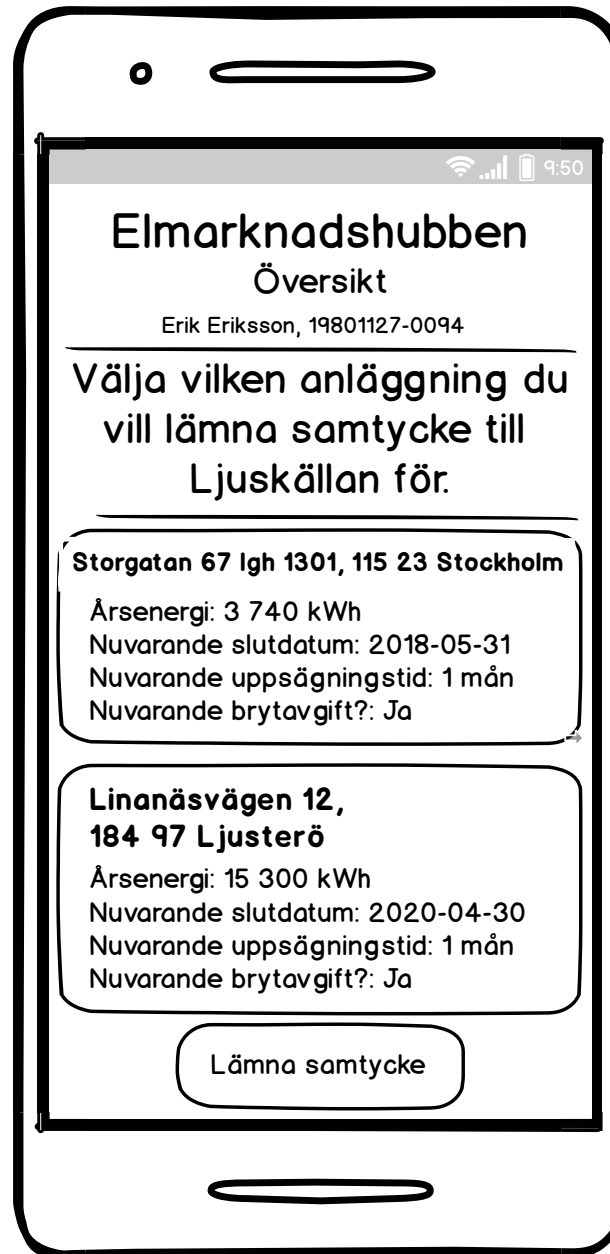 9:50
Elmarknadshubben
Översikt
Erik Eriksson, 19801127-0094
Välja vilken anläggning du
vill lämna samtycke till
Ljuskällan för.
Storgatan 67 lgh 1301, 115 23 Stockholm
Årsenergi: 3 740 kWh
Nuvarande slutdatum: 2018-05-31
Nuvarande uppsägningstid: 1 mån
Nuvarande brytavgift?: Ja
Linanäsvägen 12,
184 97 Ljusterö
Årsenergi: 15 300 kWh
Nuvarande slutdatum: 2020-04-30
Nuvarande uppsägningstid: 1 mån
Nuvarande brytavgift?: Ja
Lämna samtycke